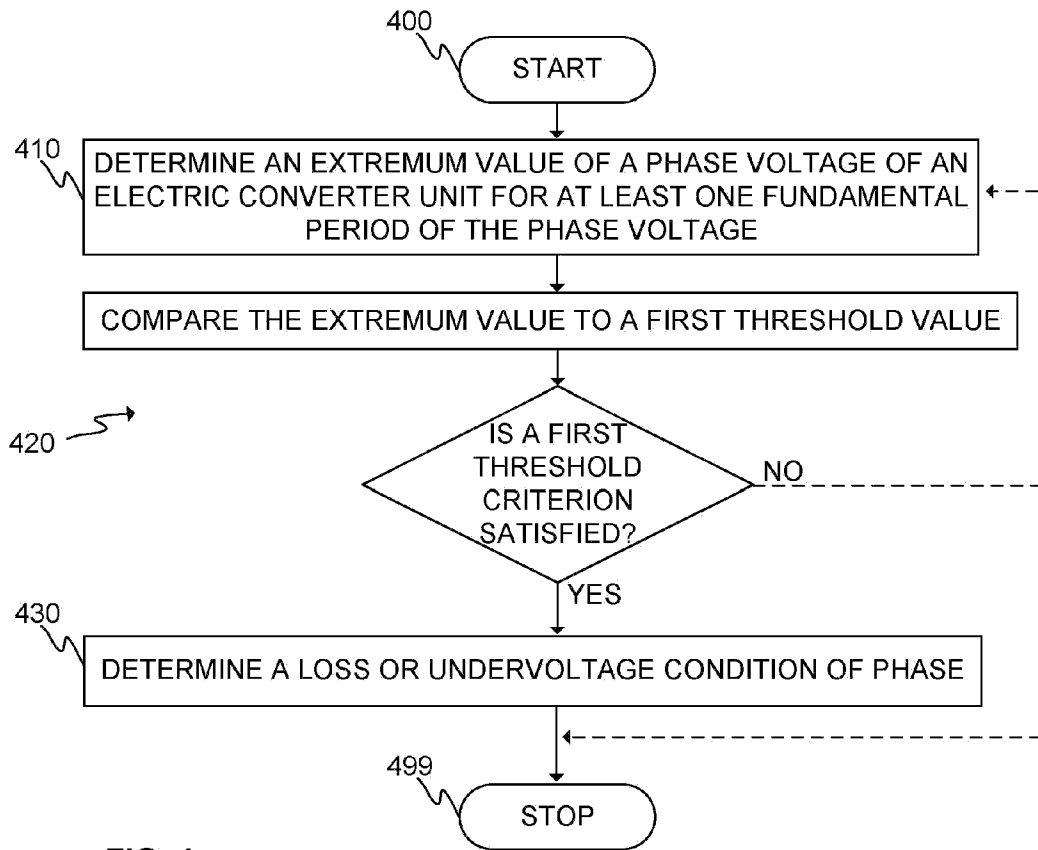 400
START
410
DETERMINE AN EXTREMUM VALUE OF A PHASE VOLTAGE OF AN
ELECTRIC CONVERTER UNIT FOR AT LEAST ONE FUNDAMENTAL
PERIOD OF THE PHASE VOLTAGE
COMPARE THE EXTREMUM VALUE TO A FIRST THRESHOLD VALUE
420
IS A FIRST
THRESHOLD
CRITERION
SATISFIED?
NO
YES
430
DETERMINE A LOSS OR UNDERVOLTAGE CONDITION OF PHASE
499
STOP